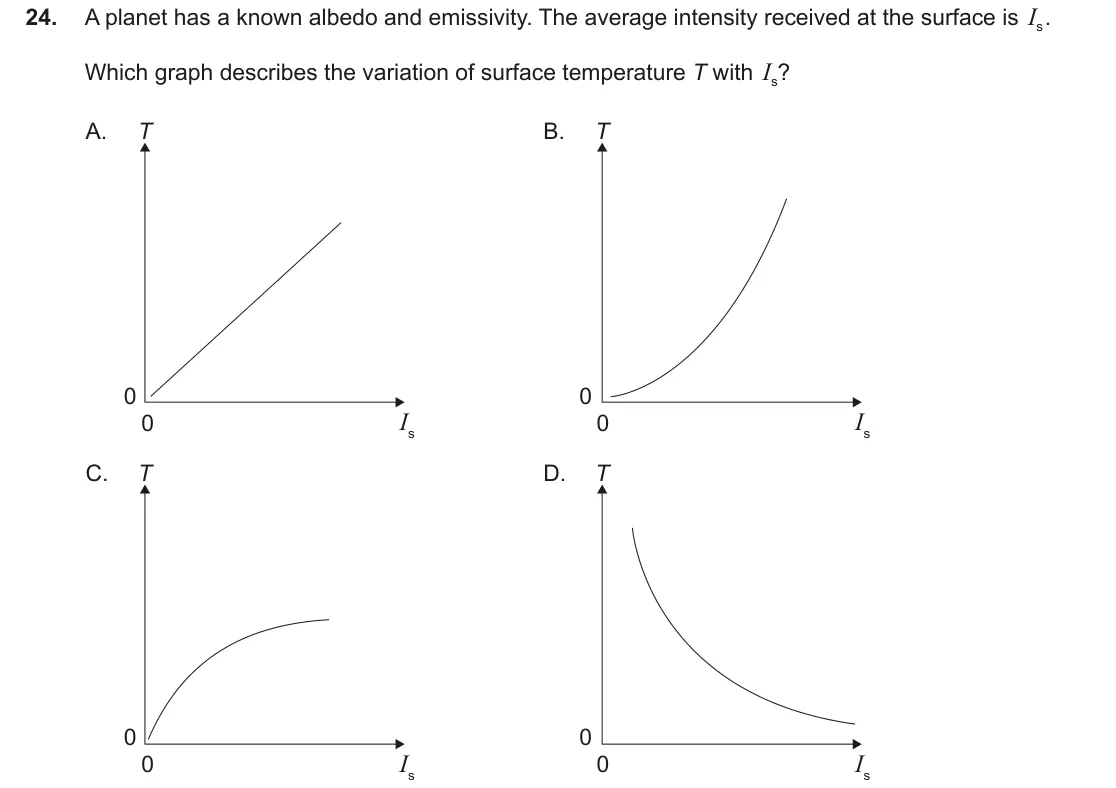 24. A planet has a known albedo and emissivity. The average intensity received at the surface is Is.
Which graph describes the variation of surface temperature T with Is?
A. T
0
0
Is
B. T
0
0
Is
C. T
0
0
Is
D. T
0
0
Is